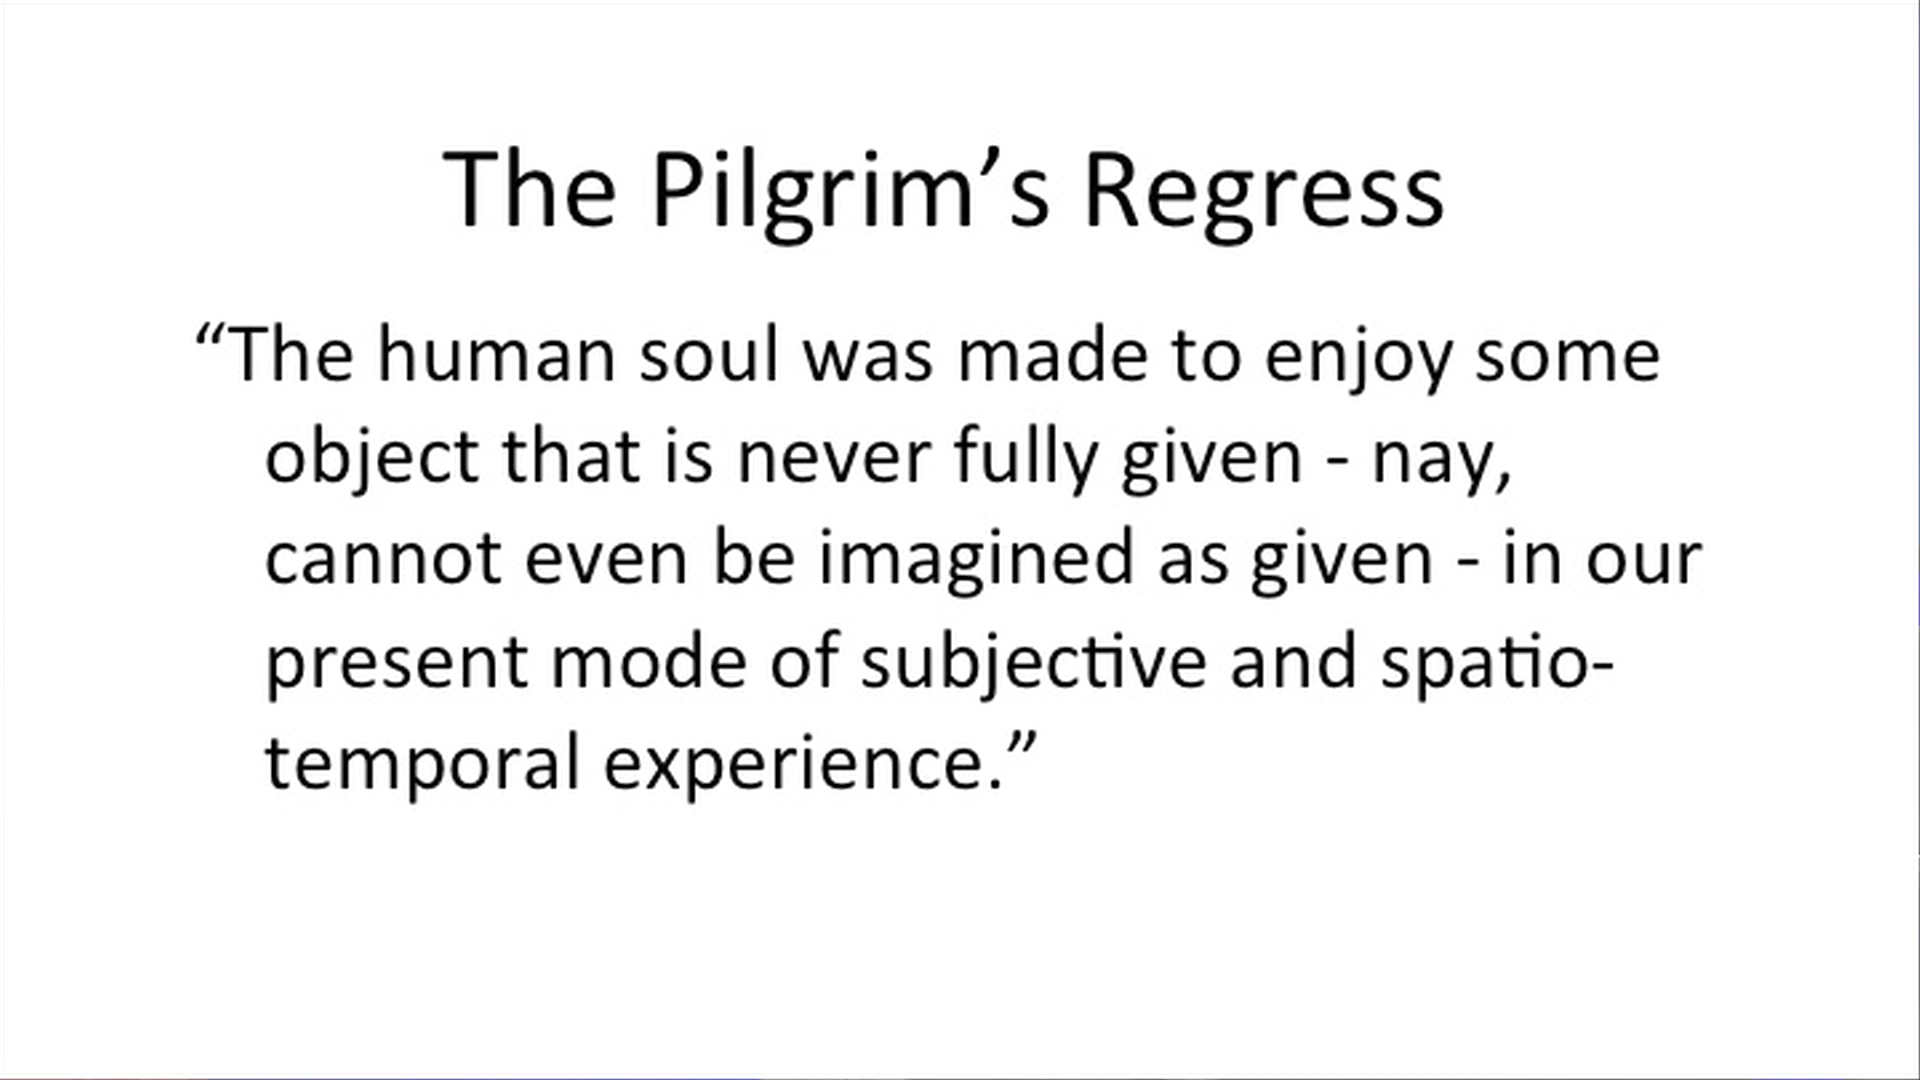 The Pilgrim’s Regress
“The human soul was made to enjoy some
object that is never fully given - nay,
cannot even be imagined as given - in our
present mode of subjective and spatio-
temporal experience.”